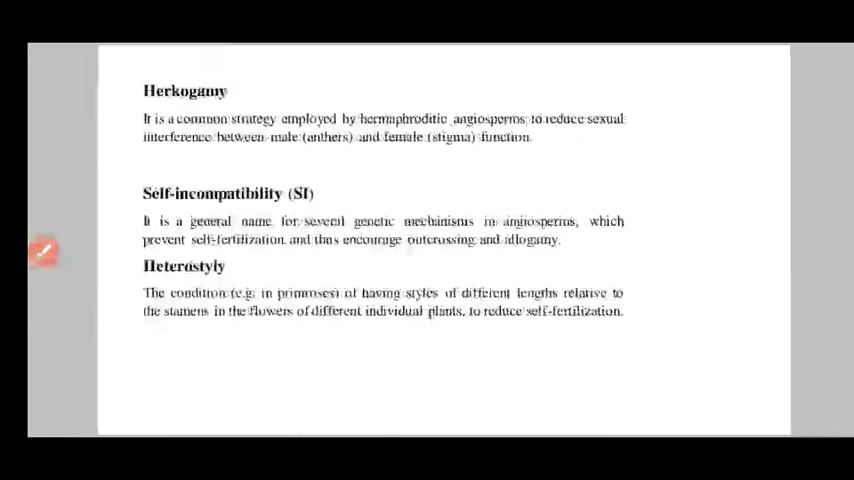 Herkogamy
It is a common strategy employed by hermaphroditic angiosperms to reduce sexual
interference between male (anthers) and female (stigma) function.
Self-incompatibility (SI)
It is a general name for several genetic mechanisms in angiosperms, which
prevent self-fertilization and thus encourage outcrossing and allogamy.
Heterostyly
The condition (e.g. in primroses) of having styles of different lengths relative to
the stamens in the flowers of different individual plants, to reduce self-fertilization.